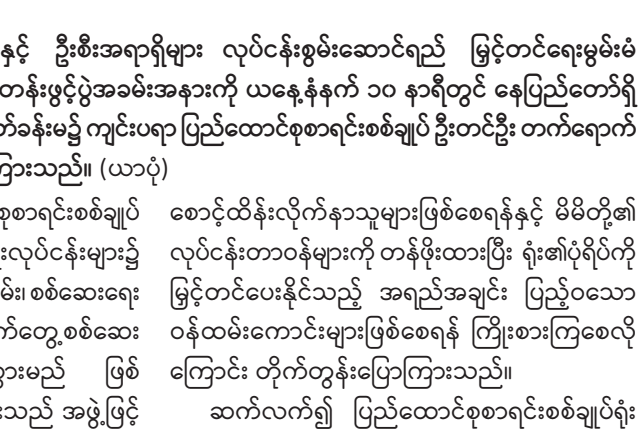 နှင့် ဦးစီးအရာရှိများ လုပ်ငန်းစွမ်းဆောင်ရည် မြှင့်တင်ရေးမွမ်းမံ
တန်းဖွင့်ပွဲအခမ်းအနားကို ယနေ့နံနက် ၁၀ နာရီတွင် နေပြည်တော်ရှိ
ခန်းမ၌ ကျင်းပရာ ပြည်ထောင်စုစာရင်းစစ်ချုပ် ဦးတင်ဦး တက်ရောက်
ကြားသည်။ (ယာပုံ)
စုစာရင်းစစ်ချုပ်
လုပ်ငန်းများ၌
စစ်ဆေးရေး
စစ်ဆေး
မည် ဖြစ်
သည် အဖွဲ့ဖြင့်
စောင့်ထိန်းလိုက်နာသူများဖြစ်စေရန်နှင့် မိမိတို့၏
လုပ်ငန်းတာဝန်များကို တန်ဖိုးထားပြီး ရုံး၏ပုံရိပ်ကို
မြှင့်တင်ပေးနိုင်သည့် အရည်အချင်း ပြည့်ဝသော
ဝန်ထမ်းကောင်းများဖြစ်စေရန် ကြိုးစားကြစေလို
ကြောင်း တိုက်တွန်းပြောကြားသည်။
ဆက်လက်၍ ပြည်ထောင်စုစာရင်းစစ်ချုပ်ရုံး